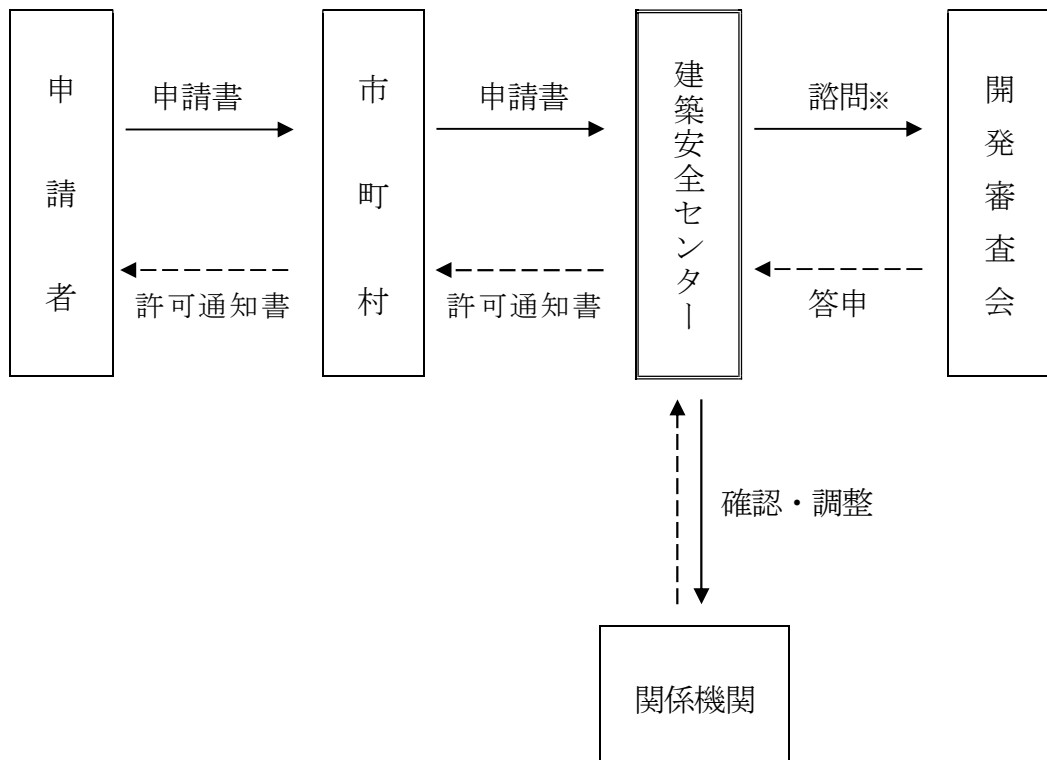 申請者
申請書
許可通知書
市町村
申請書
許可通知書
建築安全センター
諮問※
答申
開発審査会
確認・調整
関係機関